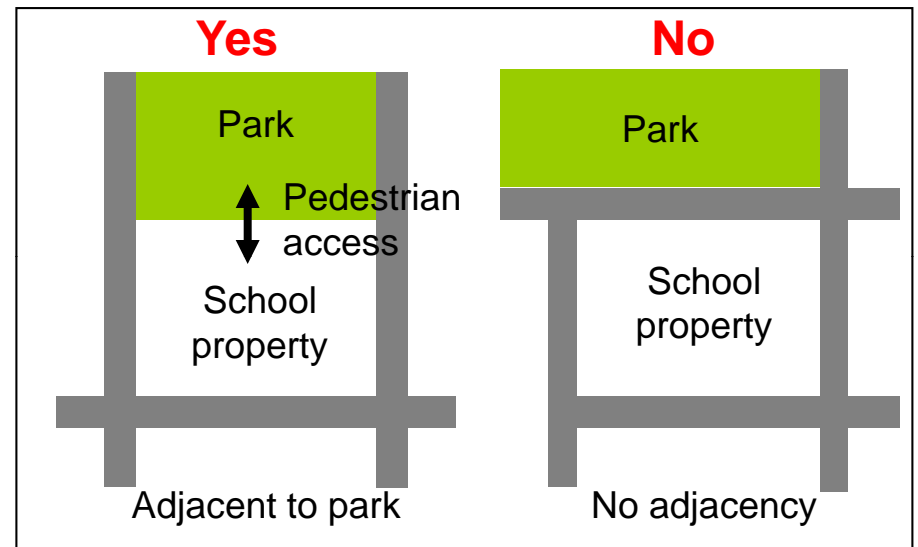 Yes
Park
Pedestrian
access
School
property
Adjacent to park
No
Park
School
property
No adjacency